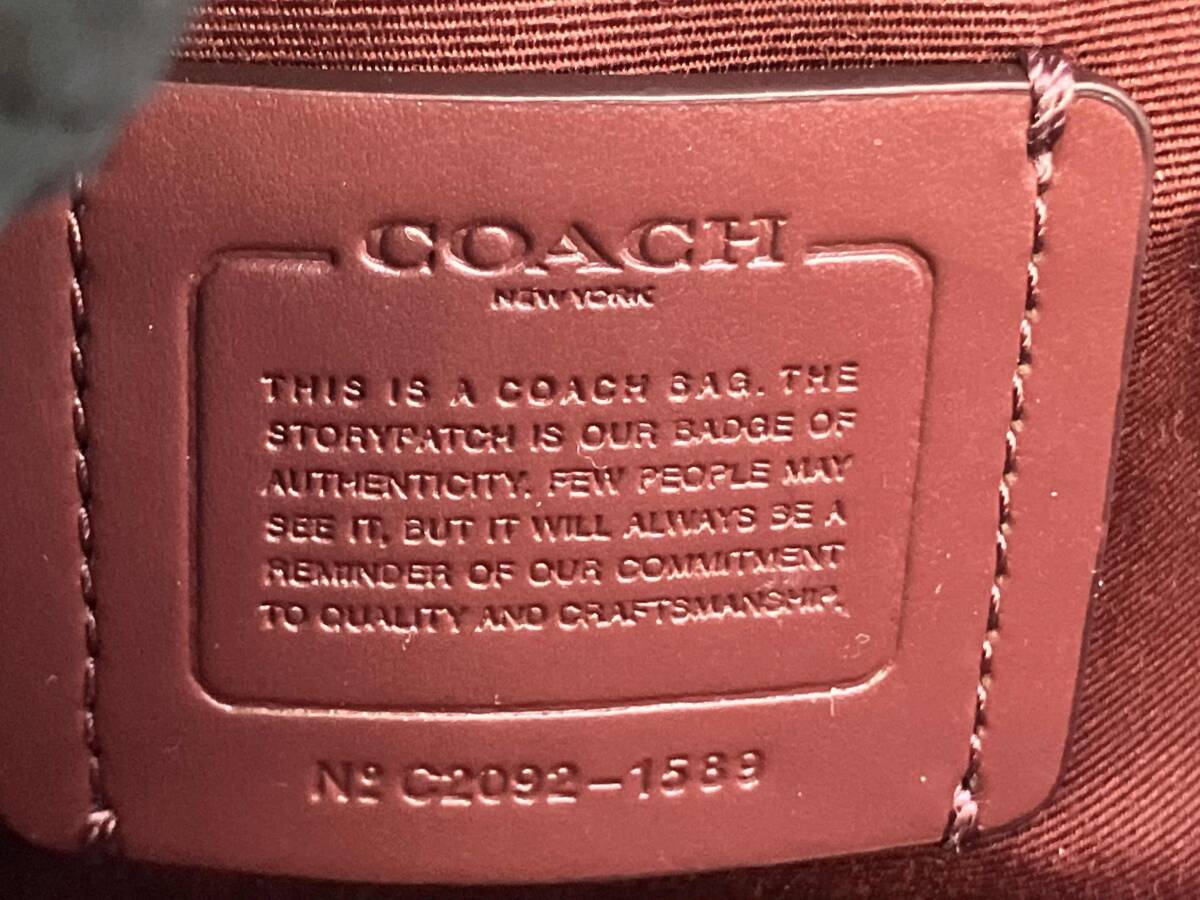 COACH
NEW YORK
THIS IS A COACH BAG. THE
STORYPATCH IS OUR BADGE OF
AUTHENTICITY. FEW PEOPLE MAY
SEE IT, BUT IT WILL ALWAYS BE A
REMINDER OF OUR COMMITMENT
TO QUALITY AND CRAFTSMANSHIP.
Nº C2092-1589